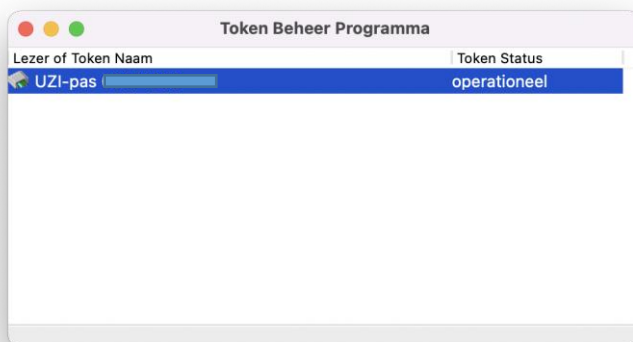 Token Beheer Programma
Lezer of Token Naam Token Status
UZI-pas operationeel